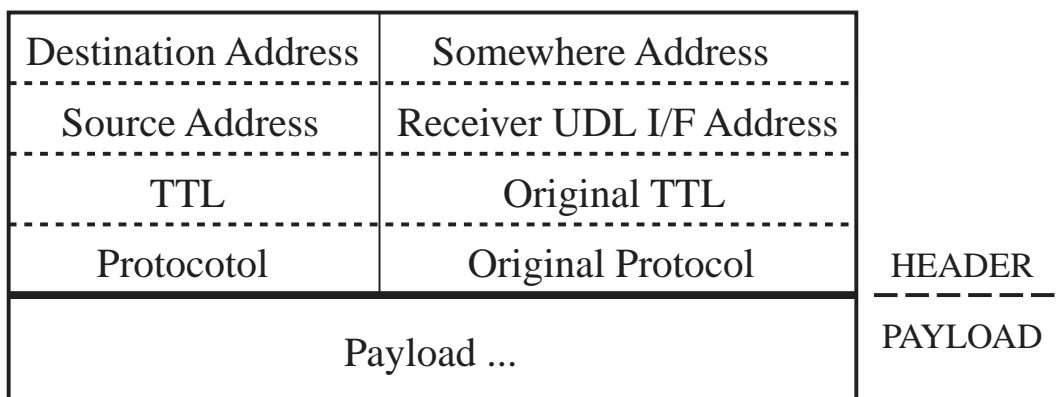 Destination Address Somewhere Address
Source Address Receiver UDL I/F Address
TTL Original TTL
Protocotol Original Protocol
HEADER
PAYLOAD
Payload ...